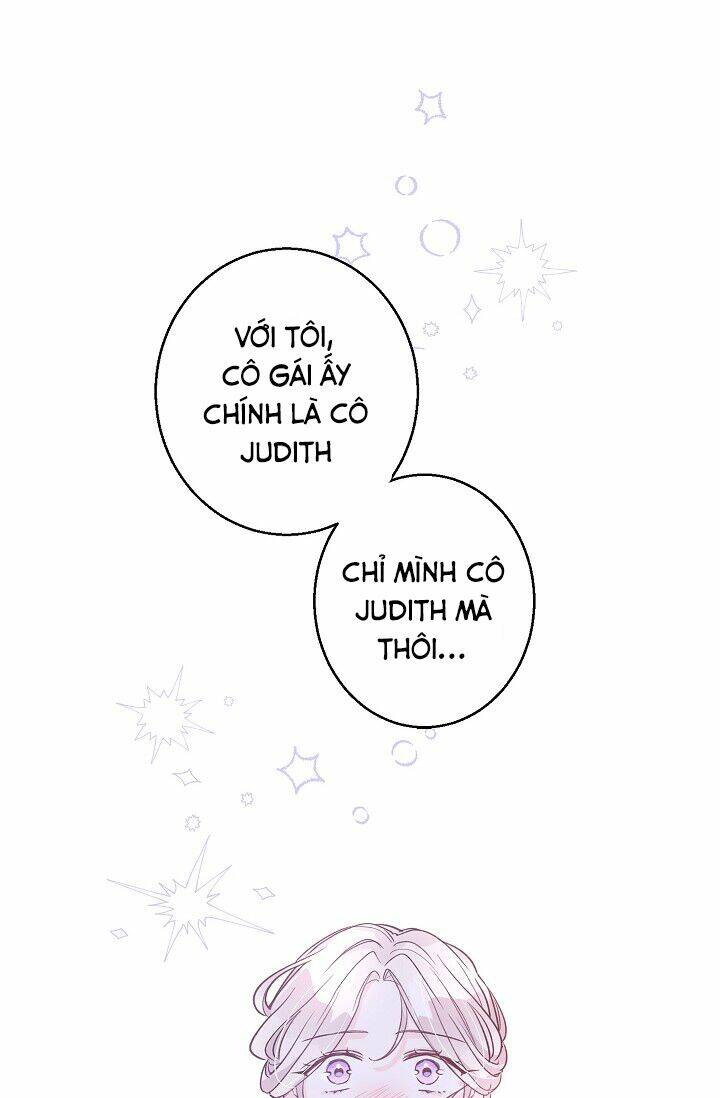 VỚI TÔI,
CÔ GÁI ẤY
CHÍNH LÀ CÔ
JUDITH
CHỈ MÌNH CÔ
JUDITH MÀ
THÔI...